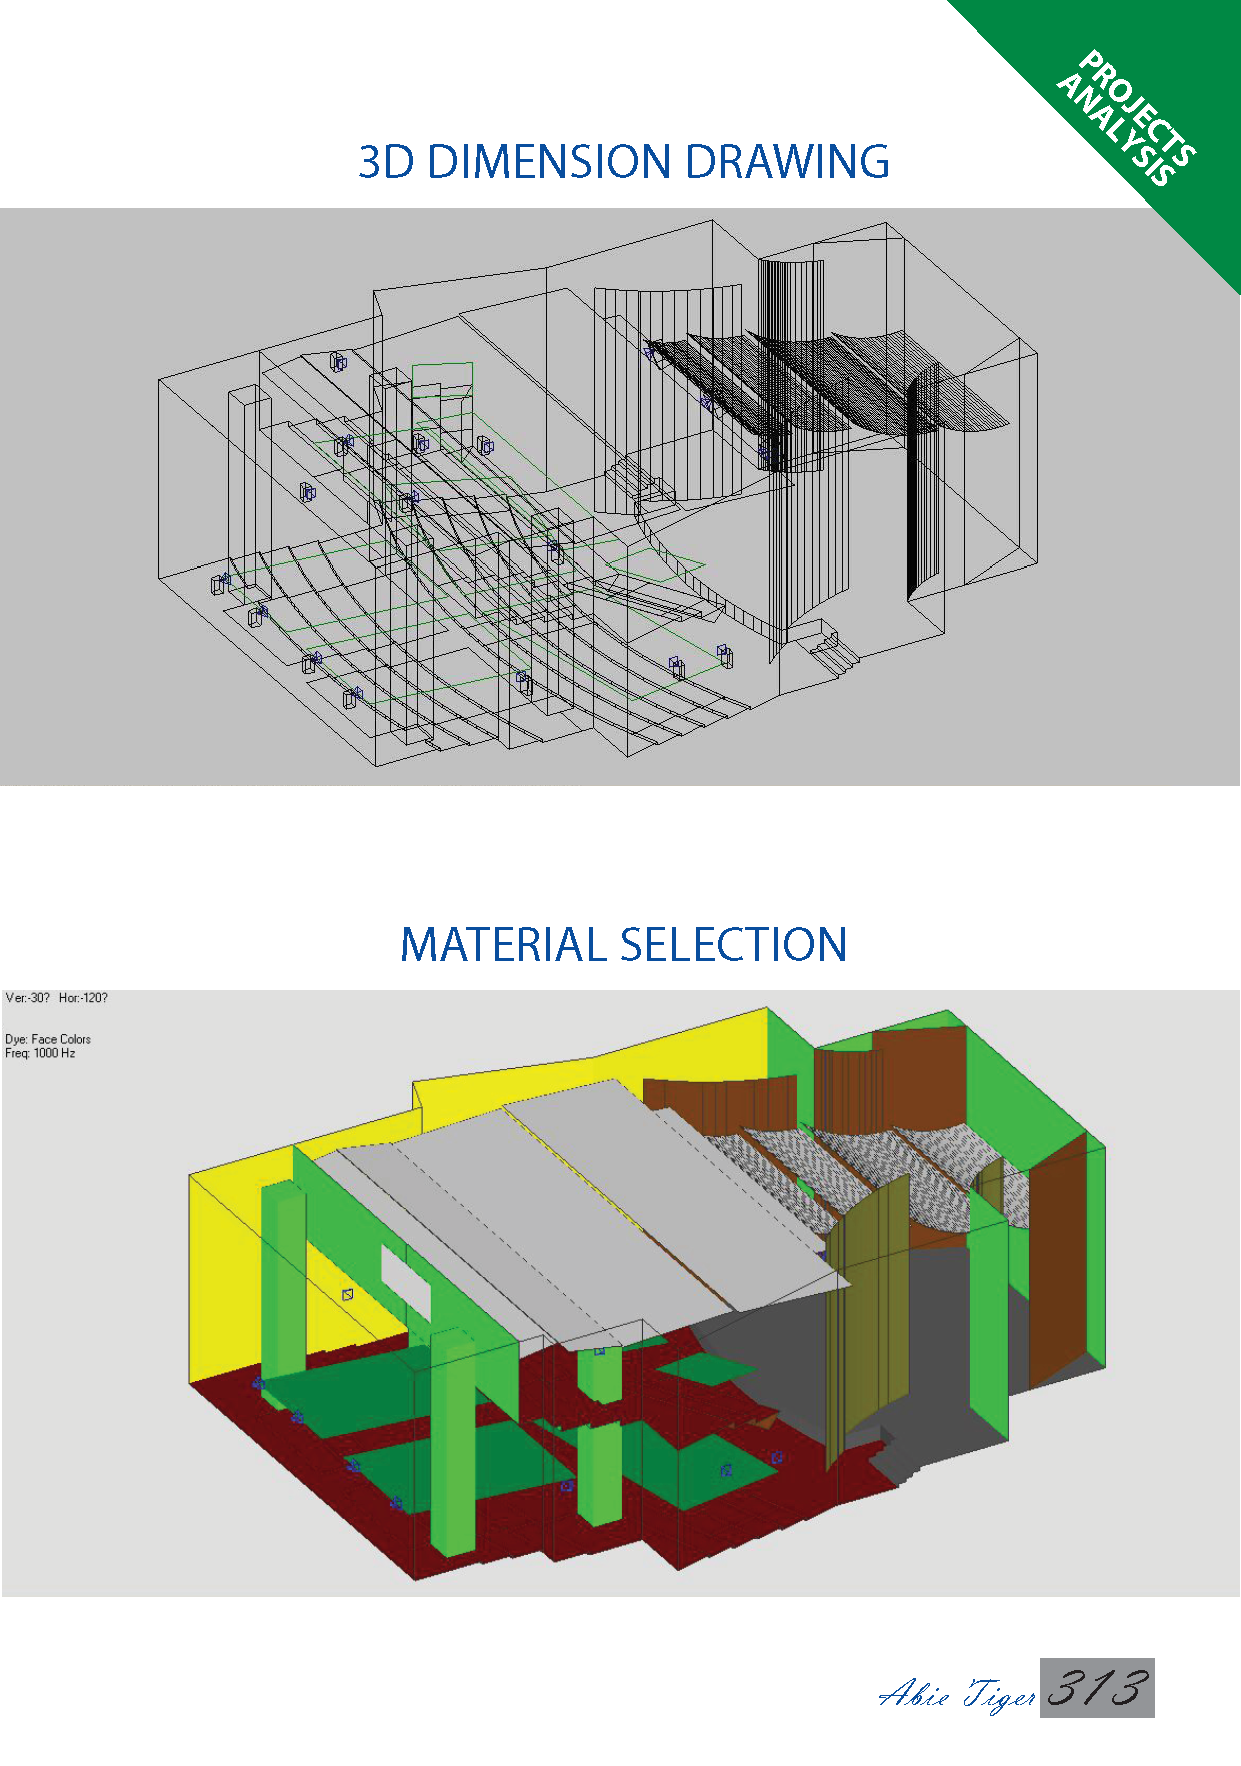 PROJECTS
ANALYSIS
3D DIMENSION DRAWING
MATERIAL SELECTION
Ver:-30? Hor:-120?
Dye: Face Colors
Freq: 1000 Hz
Abie Tiger 313